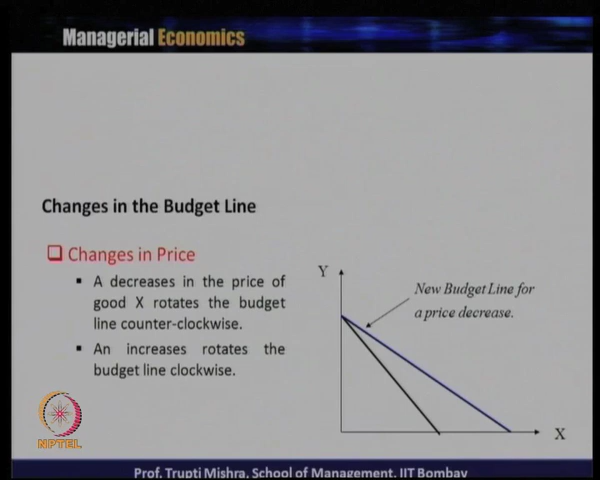 Managerial Economics
Changes in the Budget Line
Changes in Price
A decreases in the price of
good X rotates the budget
line counter-clockwise.
An increases rotates the
budget line clockwise.
Y
New Budget Line for
a price decrease.
X
NPTEL
Prof. Trupti Mishra, School of Management, IIT Bombay